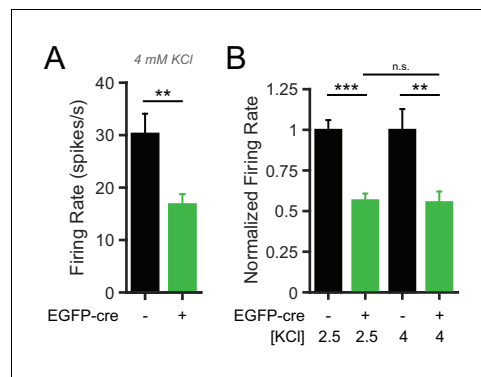 A
4 mM KCl
Firing Rate (spikes/s)
40
30
20
10
0
**
EGFP-cre - +
B
Normalized Firing Rate
1.25
1
0.75
0.5
0.25
0
n.s.
*** **
EGFP-cre - + - +
[KCl] 2.5 2.5 4 4